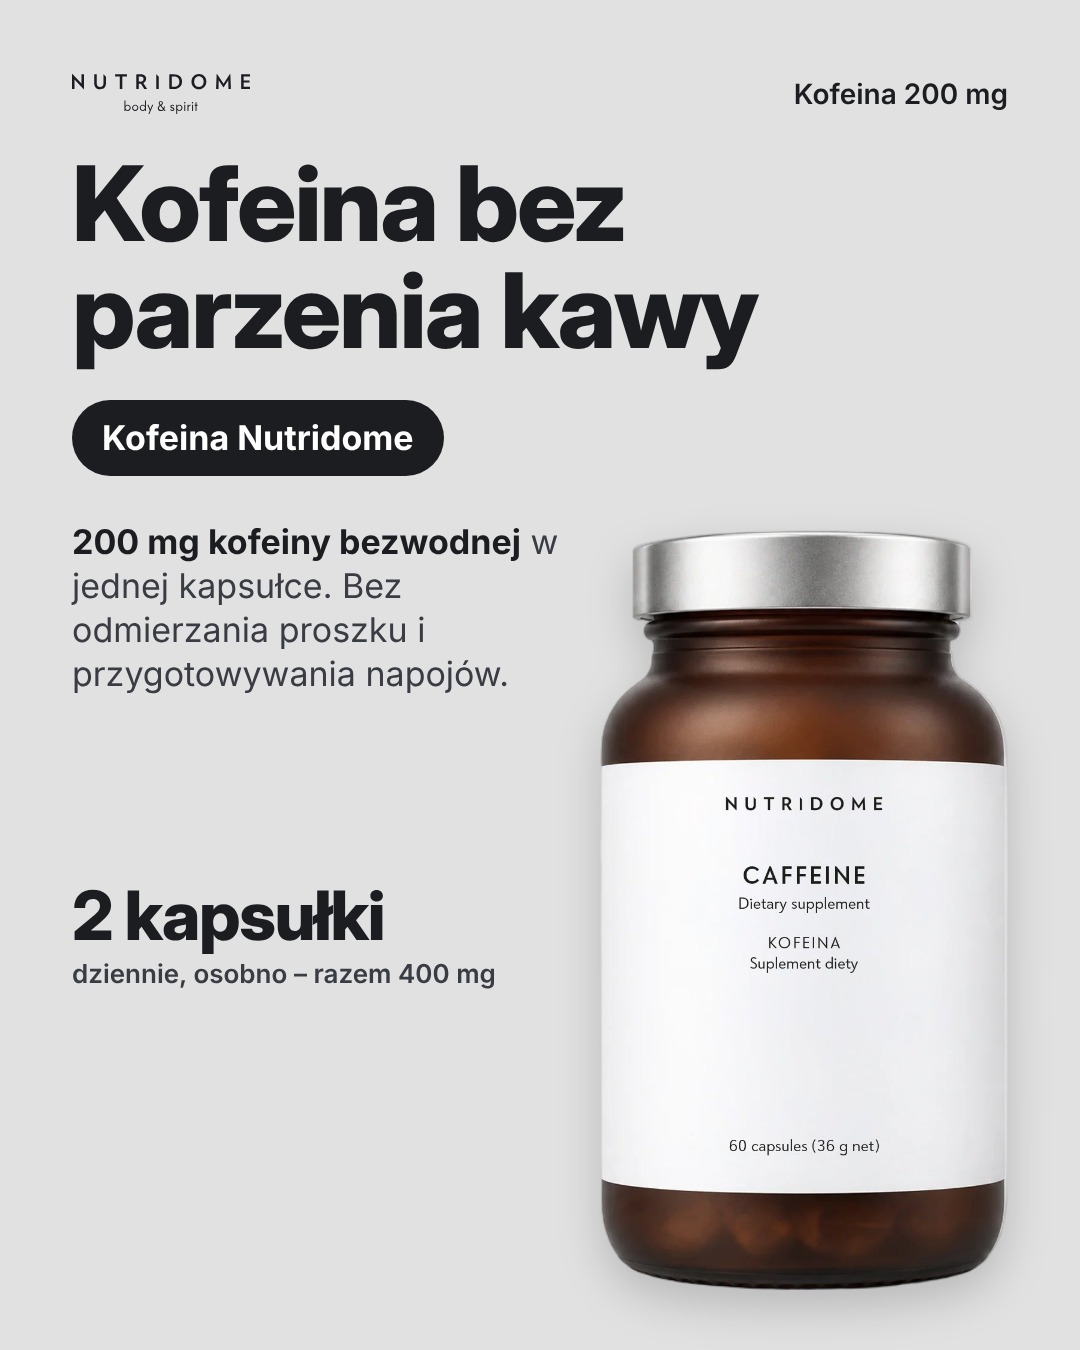 NUTRIDOME
body & spirit
Kofeina 200 mg
Kofeina bez
parzenia kawy
Kofeina Nutridome
200 mg kofeiny bezwodnej w
jednej kapsułce. Bez
odmierzania proszku i
przygotowywania napojów.
2 kapsułki
dziennie, osobno – razem 400 mg
NUTRIDOME
CAFFEINE
Dietary supplement
KOFEINA
Suplement diety
60 capsules (36 g net)